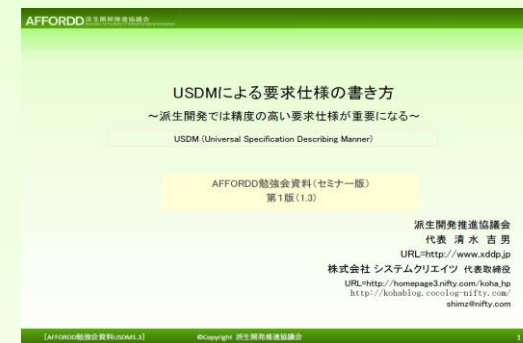 AFFORDD 派生開発推進協議会
USDMによる要求仕様の書き方
~派生開発では精度の高い要求仕様が重要になる~
USDM (Universal Specification Describing Manner)
AFFORDD勉強会資料(セミナー版)
第1版(1.3)
派生開発推進協議会
代表 清 水 吉 男
URL=http://www.xddp.jp
株式会社 システムクリエイツ 代表取締役
URL=http://homepage3.nifty.com/koha_hp
http://kohablog.cocolog-nifty.com/
shimz@nifty.com
[AFFORDD勉強会資料USDM1.3] ©Copyright 派生開発推進協議会 1